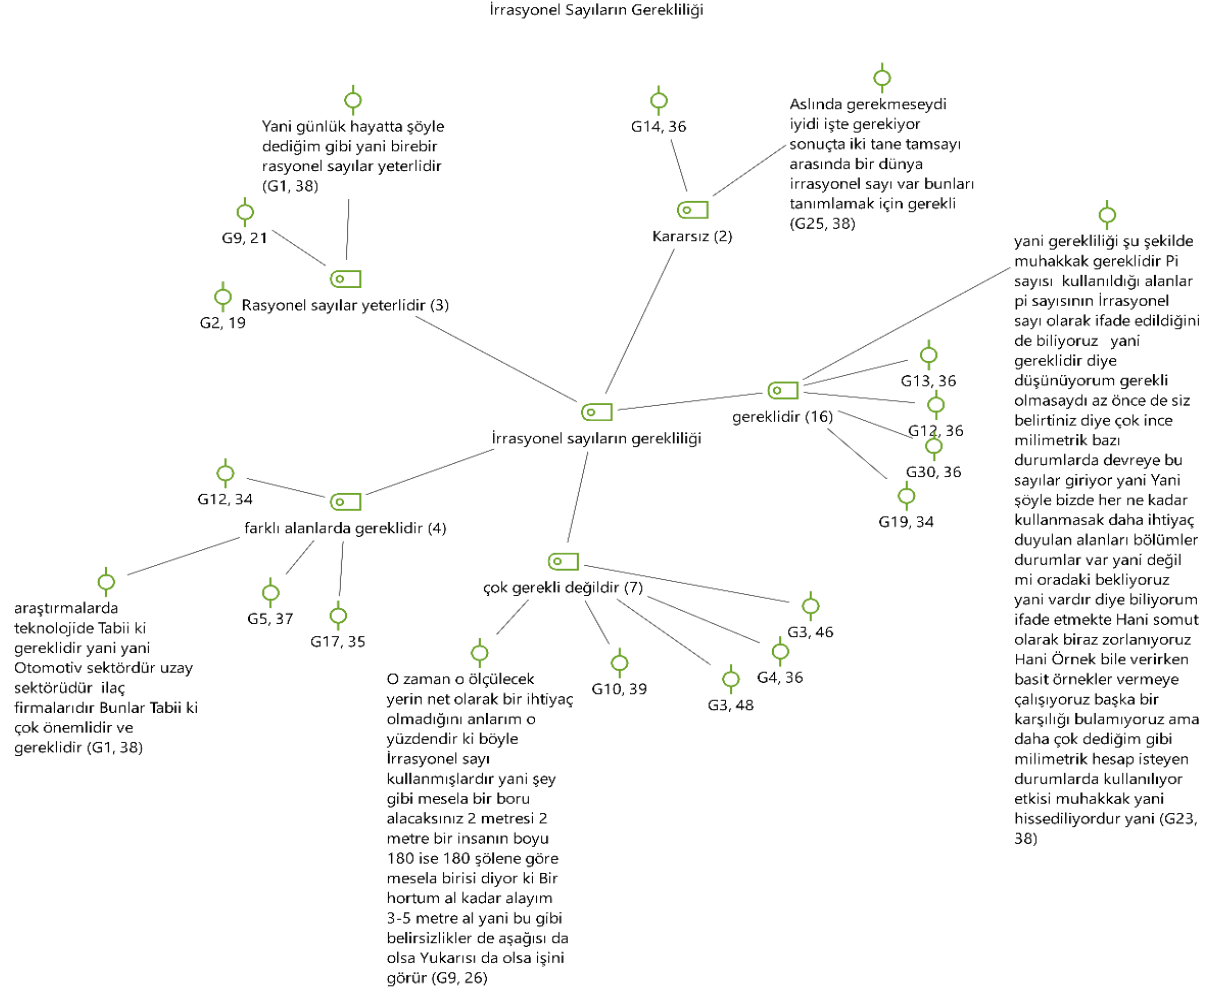 İrrasyonel Sayıların Gerekliliği
Yani günlük hayatta şöyle
dediğim gibi yani birebir
rasyonel sayılar yeterlidir
(G1, 38)
G9, 21
G2, 19
Rasyonel sayılar yeterlidir (3)
G14, 36
Aslında gerekmeseydi
iyidi işte gerekiyor
sonuçta iki tane tamsayı
arasında bir dünya
irrasyonel sayı var bunları
tanımlamak için gerekli
(G25, 38)
Kararsız (2)
yani gerekliliği şu şekilde
muhakkak gereklidir Pi
sayısı kullanıldığı alanlar
pi sayısının İrrasyonel
sayı olarak ifade edildiğini
de biliyoruz yani
gereklidir diye
düşünüyorum gerekli
olmasaydı az önce de siz
belirtiniz diye çok ince
milimetrik bazı
durumlarda devreye bu
sayılar giriyor yani Yani
şöyle bizde her ne kadar
kullanmasak daha ihtiyaç
duyulan alanları bölümler
durumlar var yani değil
mi oradaki bekliyoruz
yani vardır diye biliyorum
ifade etmekte Hani somut
olarak biraz zorlanıyoruz
Hani Örnek bile verirken
basit örnekler vermeye
çalışıyoruz başka bir
karşılığı bulamıyoruz ama
daha çok dediğim gibi
milimetrik hesap isteyen
durumlarda kullanılıyor
etkisi muhakkak yani
hissediliyordur yani (G23,
38)
G13, 36
G12, 36
G30, 36
G19, 34
gereklidir (16)
İrrasyonel sayıların gerekliliği
G12, 34
farklı alanlarda gereklidir (4)
araştırmalarda
teknolojide Tabii ki
gereklidir yani yani
Otomotiv sektördür uzay
sektörüdür ilaç
firmalarıdır Bunlar Tabii ki
çok önemlidir ve
gereklidir (G1, 38)
G5, 37
G17, 35
çok gerekli değildir (7)
O zaman o ölçülecek
yerin net olarak bir ihtiyaç
olmadığını anlarım o
yüzdendir ki böyle
İrrasyonel sayı
kullanmışlardır yani şey
gibi mesela bir boru
alacaksınız 2 metresi 2
metre bir insanın boyu
180 ise 180 şölene göre
mesela birisi diyor ki Bir
hortum al kadar alayım
3-5 metre al yani bu gibi
belirsizlikler de aşağısı da
olsa Yukarısı da olsa işini
görür (G9, 26)
G10, 39
G3, 48
G4, 36
G3, 46